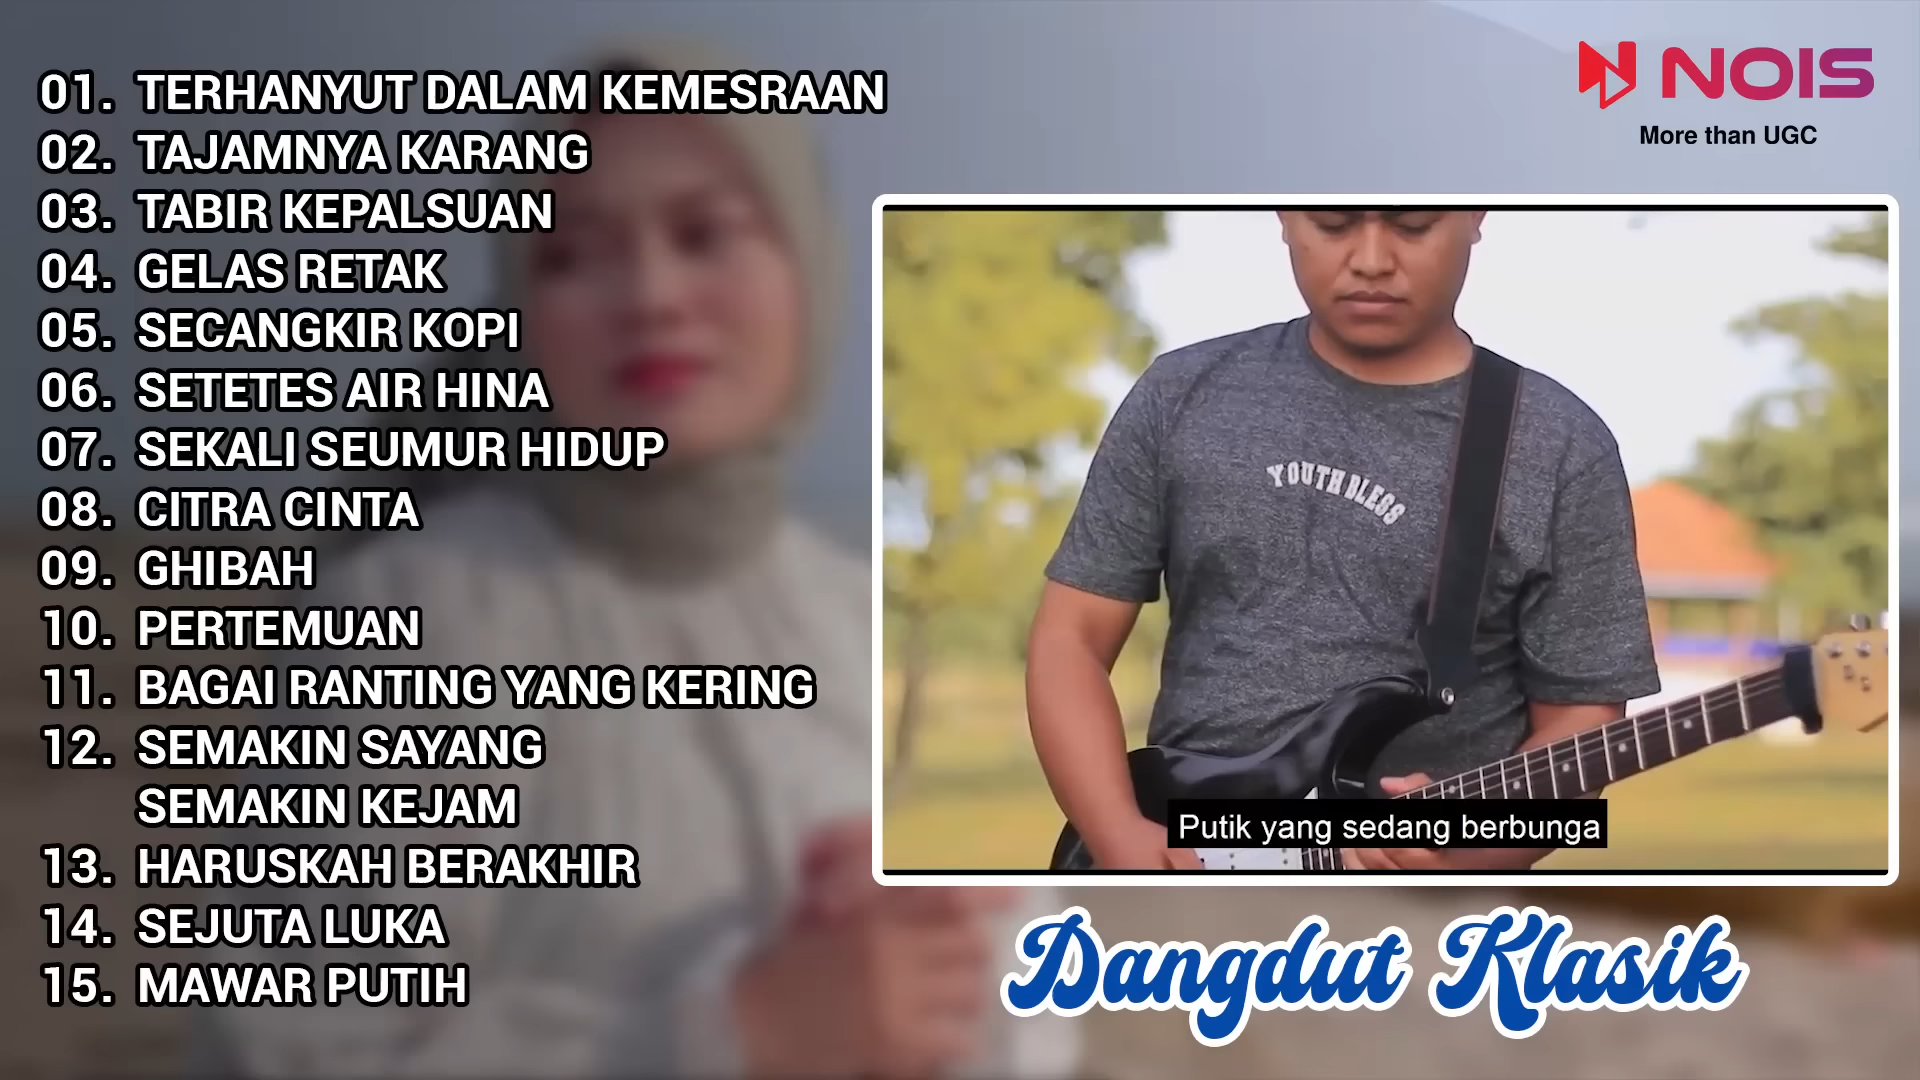 01. TERHANYUT DALAM KEMESRAAN
02. TAJAMNYA KARANG
03. TABIR KEPALSUAN
04. GELAS RETAK
05. SECANGKIR KOPI
06. SETETES AIR HINA
07. SEKALI SEUMUR HIDUP
08. CITRA CINTA
09. GHIBAH
10. PERTEMUAN
11. BAGAI RANTING YANG KERING
12. SEMAKIN SAYANG
SEMAKIN KEJAM
13. HARUSKAH BERAKHIR
14. SEJUTA LUKA
15. MAWAR PUTIH
NOIS
More than UGC
YOUTH BLESS
Putik yang sedang berbunga
Dangdut Klasik